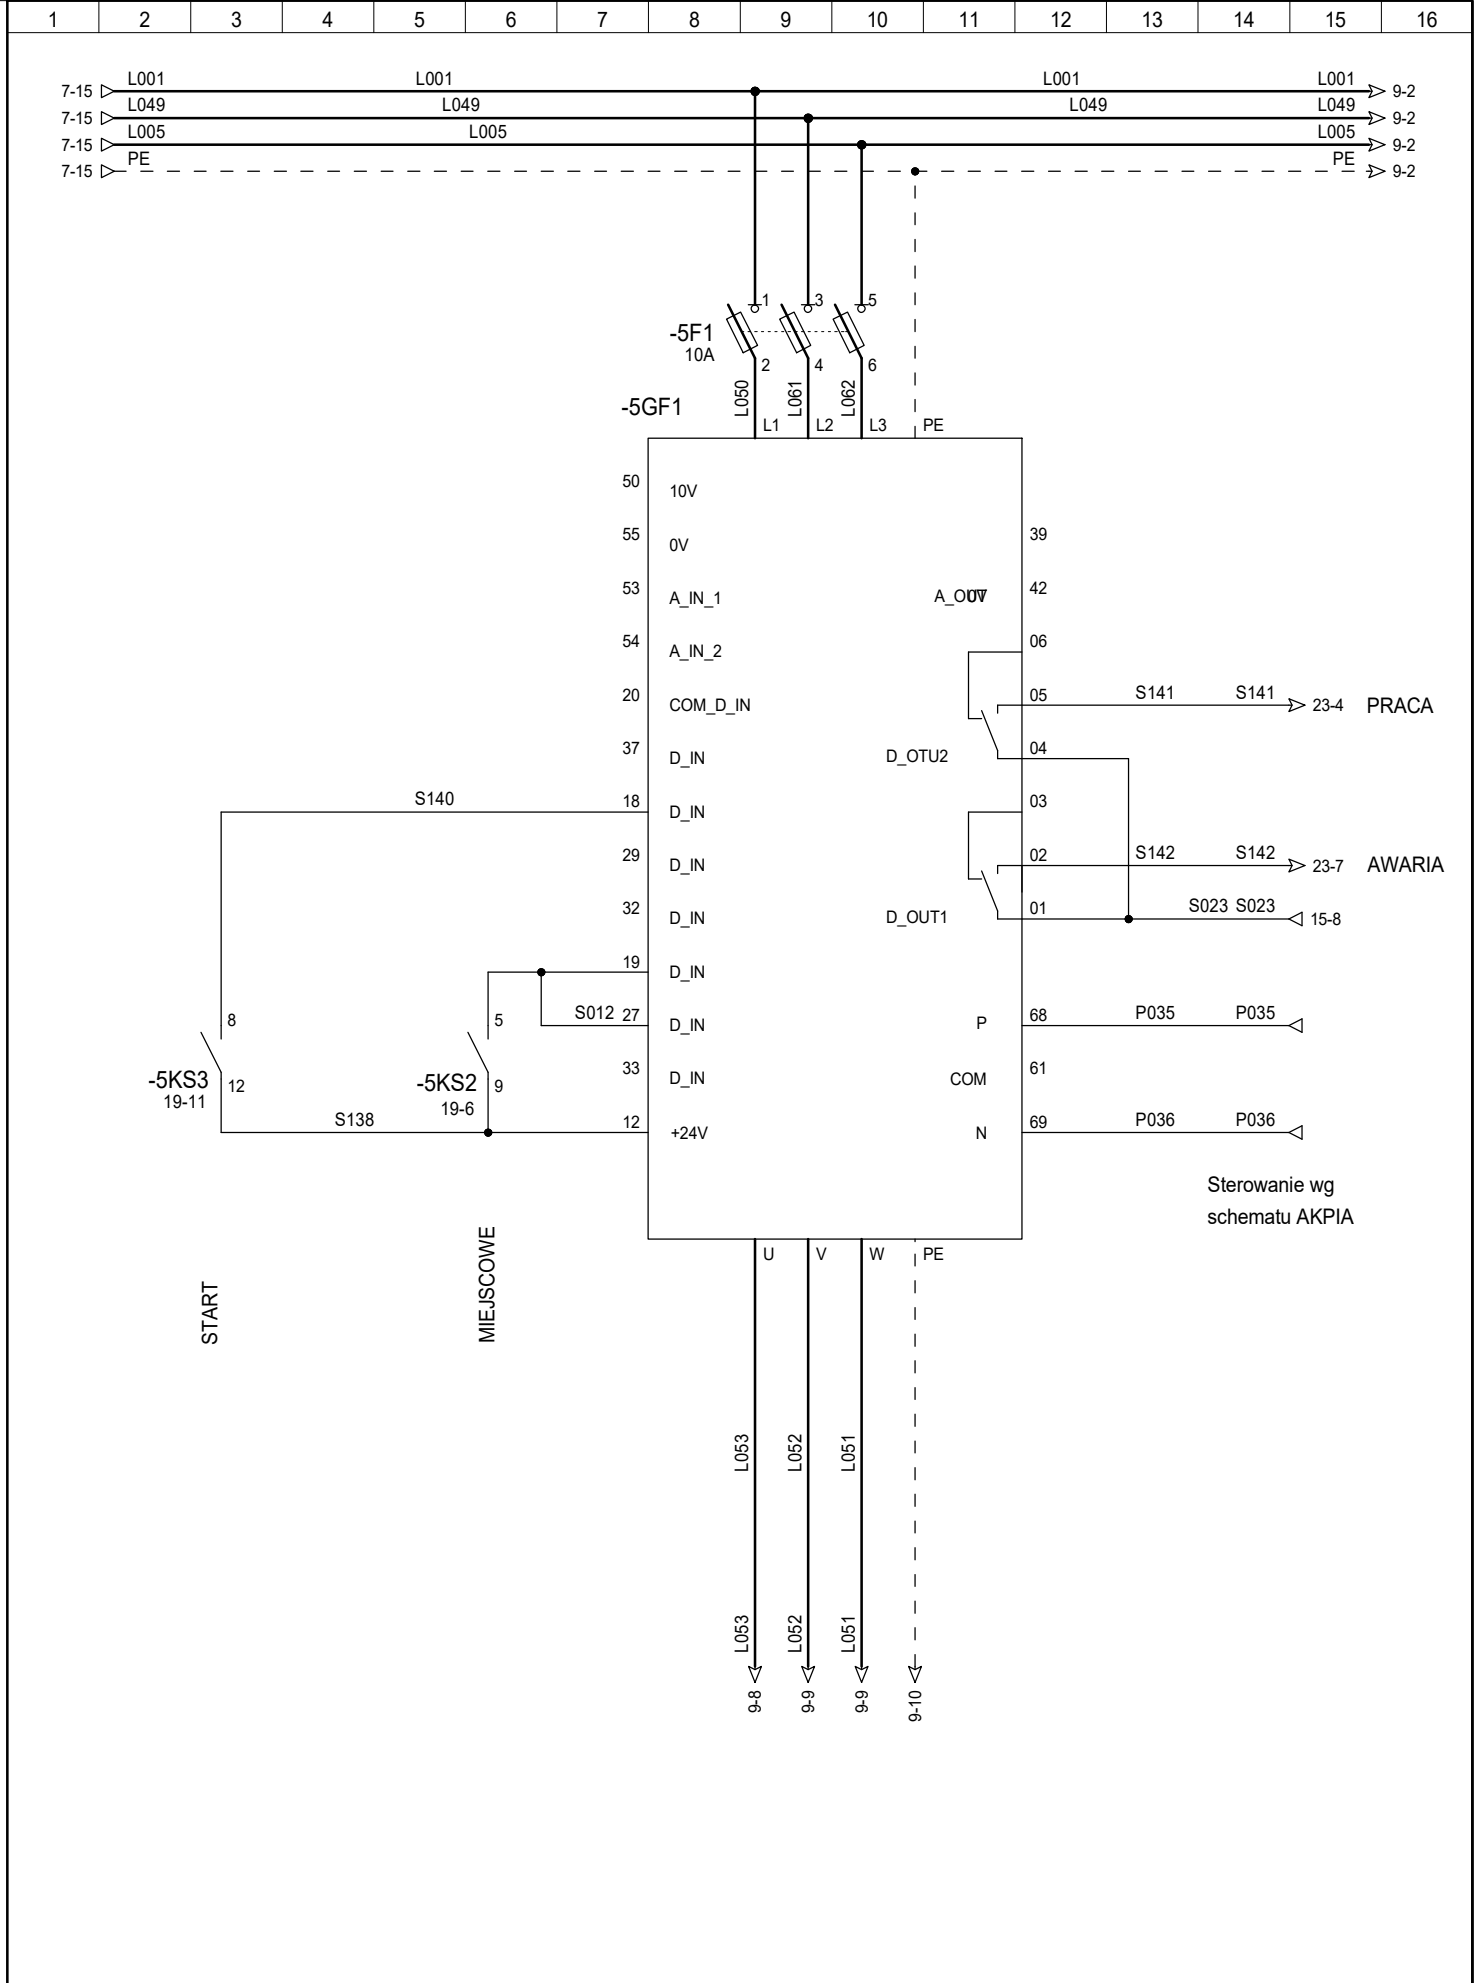 1 2 3 4 5 6 7 8 9 10 11 12 13 14 15 16
7-15 L001 L001 L001 L001 9-2
7-15 L049 L049 L049 L049 9-2
7-15 L005 L005 L005 9-2
7-15 PE PE 9-2
1 3 5
-5F1
10A
2 4 6
L050 L061 L062
-5GF1
L1 L2 L3 PE
50 10V
55 0V 39
53 A_IN_1 A_OUT 0V 42
54 A_IN_2 06
20 COM_D_IN 05 S141 S141 23-4 PRACA
37 D_IN D_OTU2 04
S140 18 D_IN 03
29 D_IN 02 S142 S142 23-7 AWARIA
32 D_IN D_OUT1 01 S023 S023 15-8
19 D_IN
8 5 S012 27 D_IN P 68 P035 P035
-5KS3 12 -5KS2 9 33 D_IN COM 61
19-11 19-6
S138 12 +24V N 69 P036 P036
Sterowanie wg
schematu AKPIA
U V W PE
START MIEJSCOWE
L053 L052 L051
L053 L052 L051
9-8 9-9 9-9 9-10